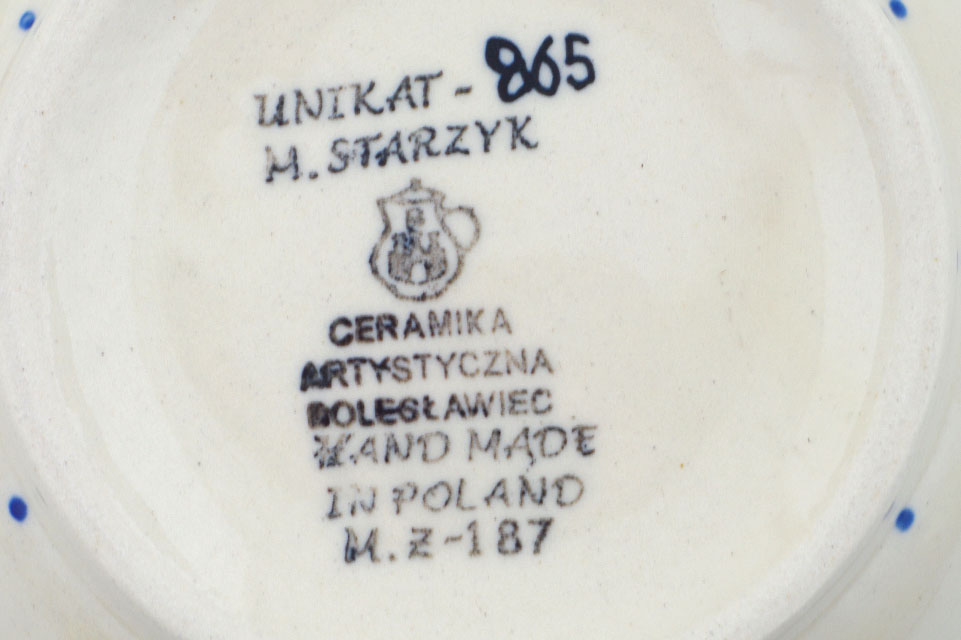 UNIKAT - 865
M. STARZYK
CERAMIKA
ARTYSTYCZNA
BOLESŁAWIEC
HAND MADE
IN POLAND
M.Z-187